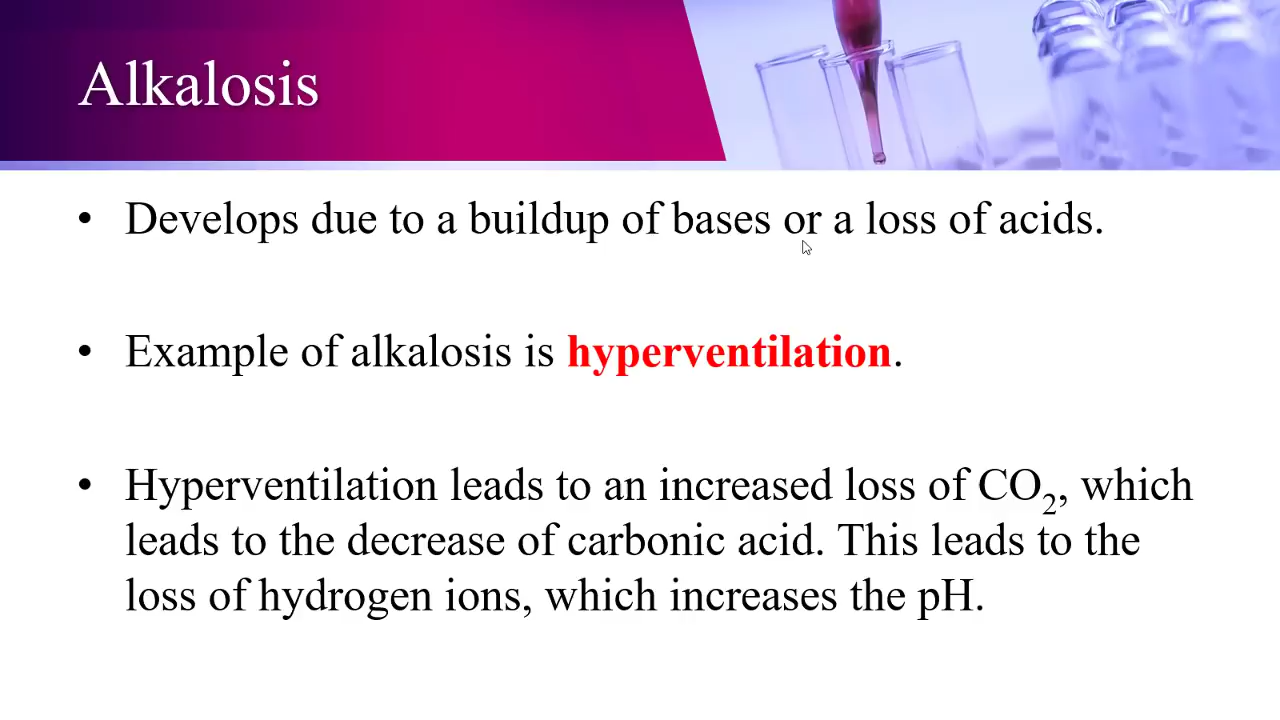 Alkalosis
• Develops due to a buildup of bases or a loss of acids.
• Example of alkalosis is hyperventilation.
• Hyperventilation leads to an increased loss of CO₂, which
leads to the decrease of carbonic acid. This leads to the
loss of hydrogen ions, which increases the pH.